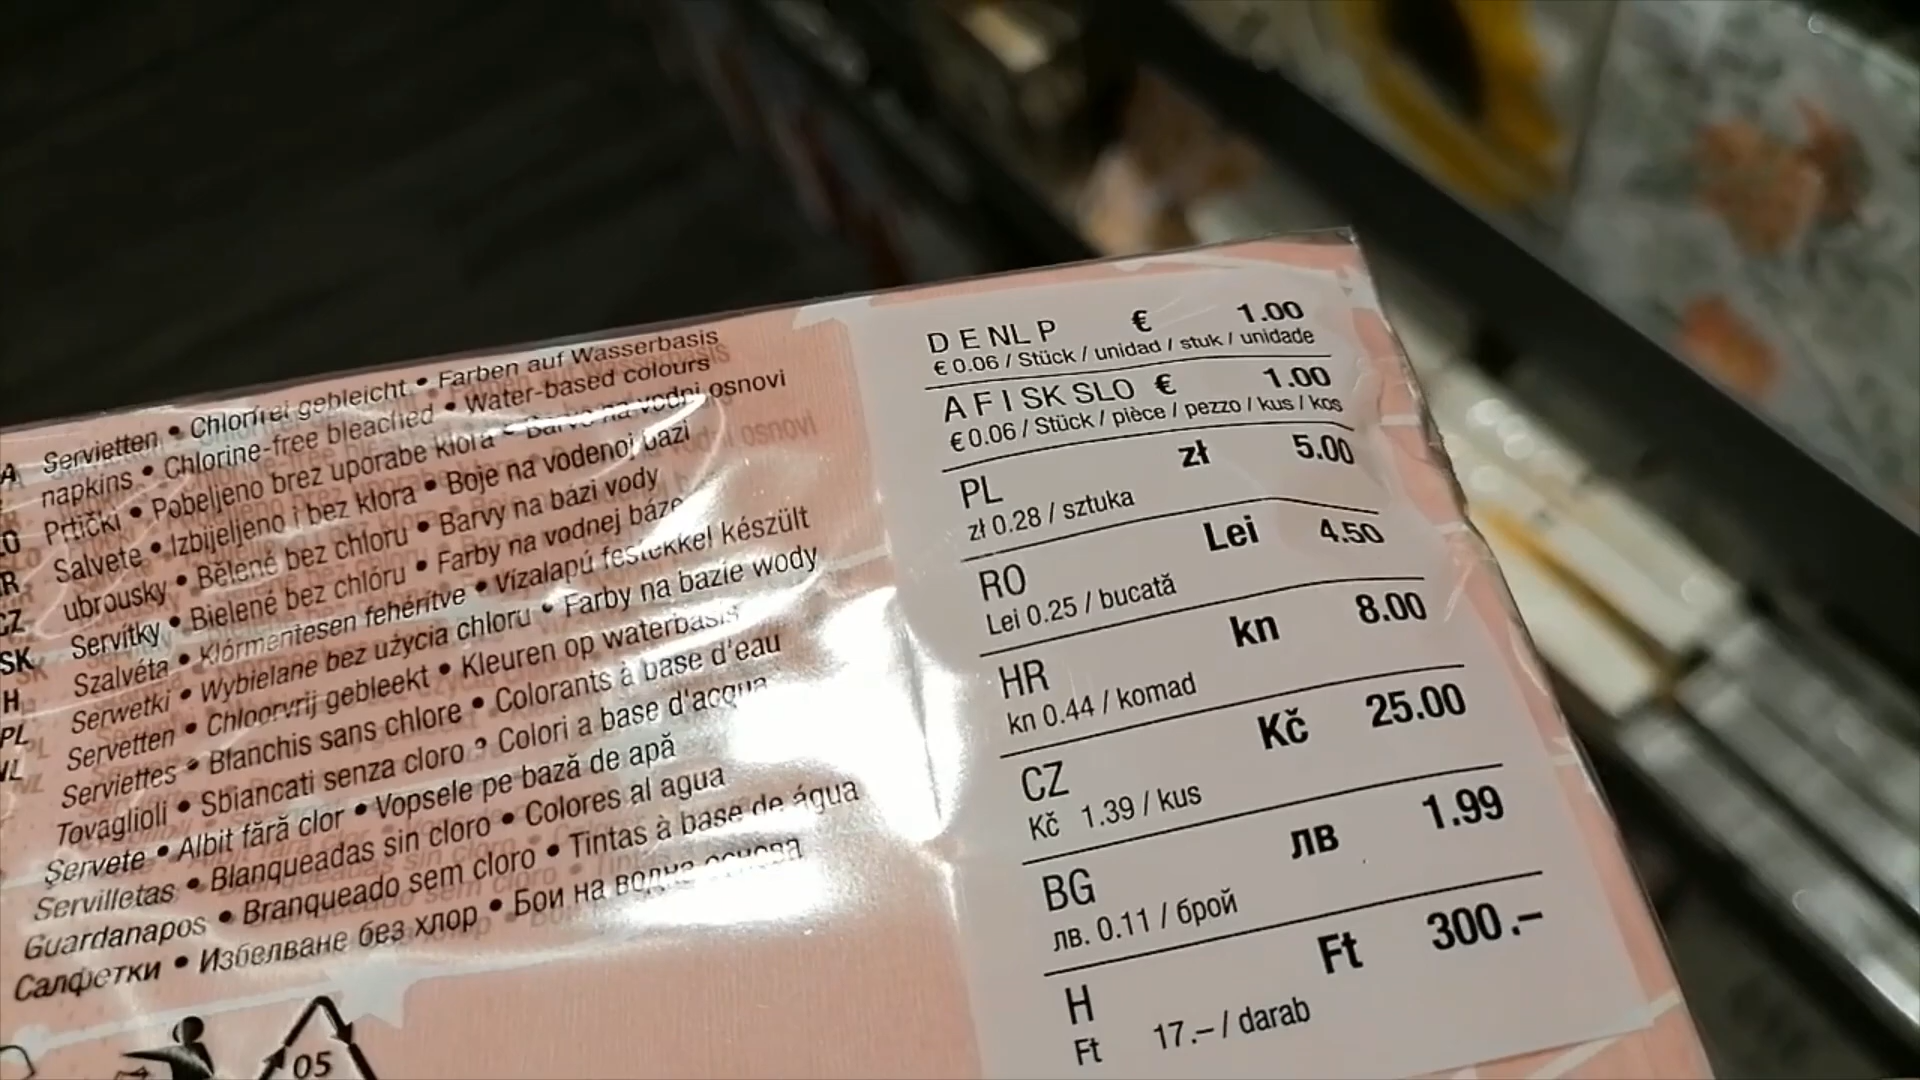 A Servietten • Chlorfrei gebleicht • Farben auf Wasserbasis
napkins • Chlorine-free bleached • Water-based colours
Prtički • Pobeljeno brez uporabe klora • Barve na vodni osnovi
Salvete • Izbijeljeno i bez klora • Boje na vodenoj bazi
CZ ubrousky • Bělené bez chloru • Barvy na bázi vody
SK Servítky • Bielené bez chlóru • Farby na vodnej báze
H Szalvéta • Klórmentesen fehérítve • Vízalapú festékkel készült
PL Serwetki • Wybielane bez użycia chloru • Farby na bazie wody
NL Servetten • Chloorvrij gebleekt • Kleuren op waterbasis
Serviettes • Blanchis sans chlore • Colorants à base d'eau
Tovaglioli • Sbiancati senza cloro • Colori a base d'acqua
Servete • Albit fără clor • Vopsele pe bază de apă
Servilletas • Blanqueadas sin cloro • Colores al agua
Guardanapos • Branqueado sem cloro • Tintas à base de água
Салфетки • Избелване без хлор • Бои на водна основа
05
D E NL P € 1.00
€ 0.06 / Stück / unidad / stuk / unidade
A F I SK SLO € 1.00
€ 0.06 / Stück / pièce / pezzo / kus / kos
PL zł 5.00
zł 0.28 / sztuka
RO Lei 4.50
Lei 0.25 / bucată
HR kn 8.00
kn 0.44 / komad
CZ Kč 25.00
Kč 1.39 / kus
BG лв 1.99
лв. 0.11 / брой
H Ft 300.–
Ft 17.– / darab